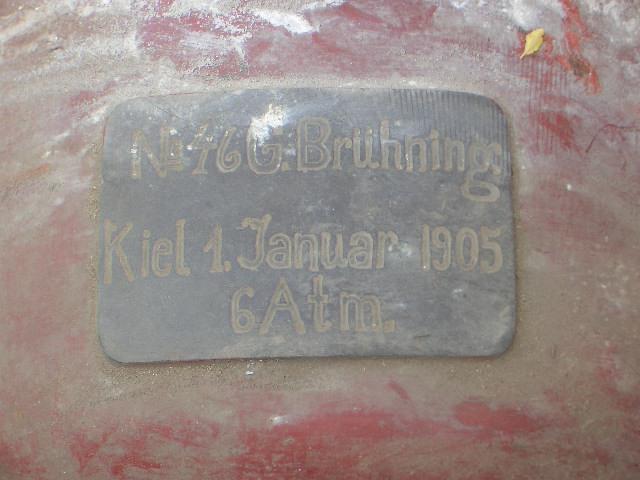 № 46 G. Brühning.
Kiel 1. Januar 1905
6 Atm.